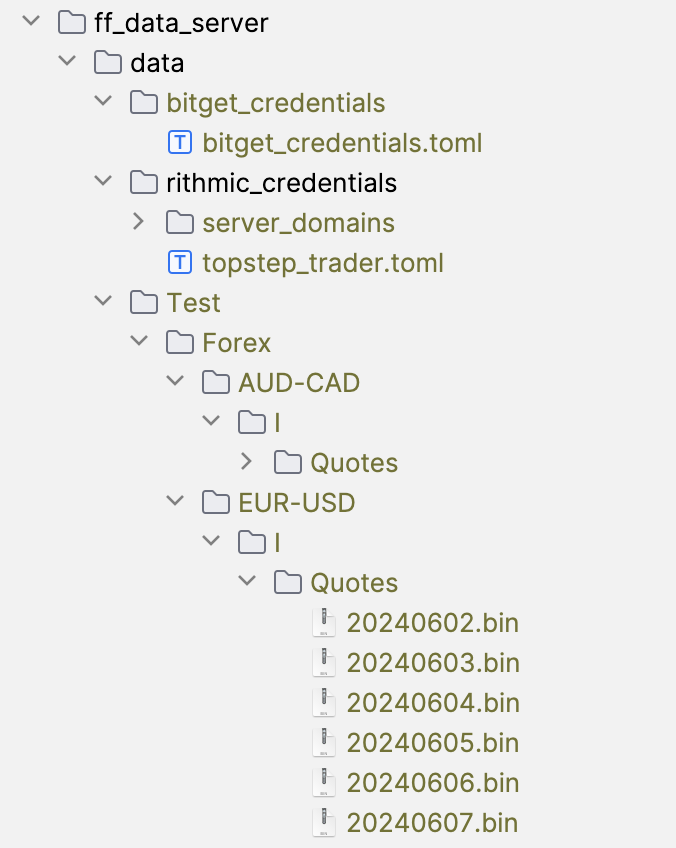 ff_data_server
data
bitget_credentials
T bitget_credentials.toml
rithmic_credentials
server_domains
T topstep_trader.toml
Test
Forex
AUD-CAD
I
Quotes
EUR-USD
I
Quotes
20240602.bin
20240603.bin
20240604.bin
20240605.bin
20240606.bin
20240607.bin